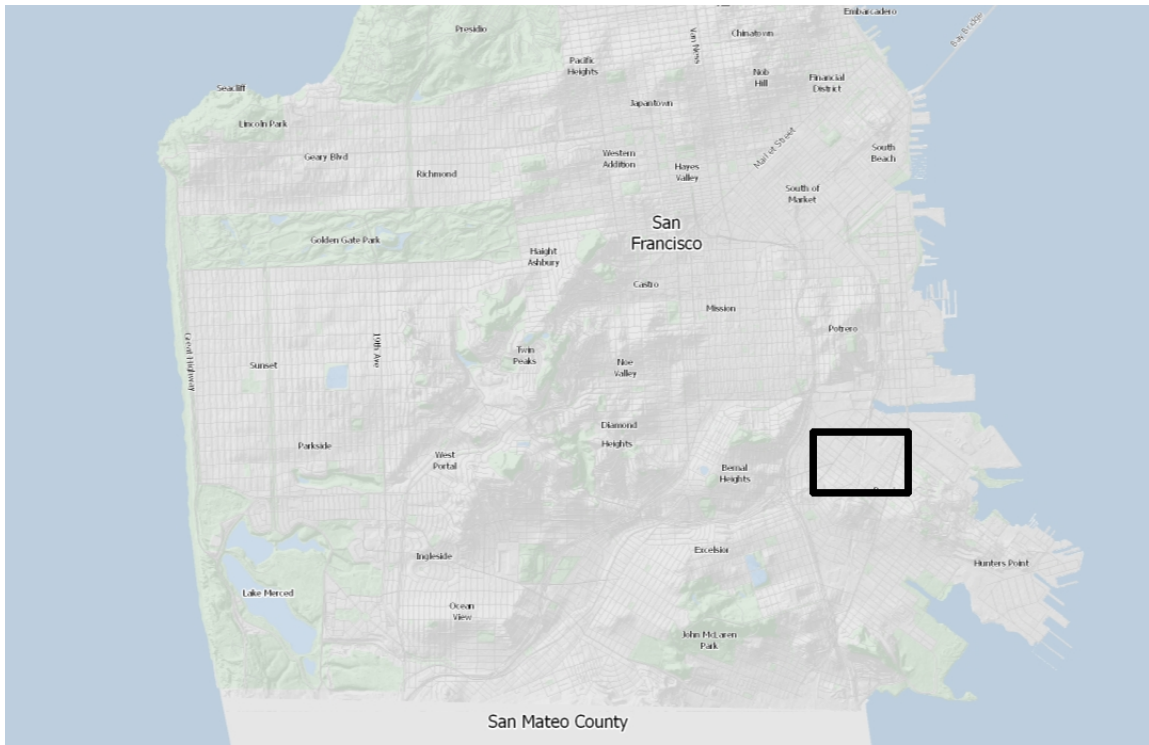 Embarcadero
Presidio
Van Ness
Chinatown
Bay Bridge
Pacific
Heights
Nob
Hill
Financial
District
Seacliff
Japantown
Lincoln Park
Market Street
South
Beach
Geary Blvd
Western
Addition
Hayes
Valley
Richmond
South of
Market
San
Francisco
Golden Gate Park
Haight
Ashbury
Castro
Mission
Potrero
Great Highway
19th Ave
Twin
Peaks
Noe
Valley
Sunset
Diamond
Heights
Parkside
West
Portal
Bernal
Heights
Ingleside
Excelsior
Hunters Point
Lake Merced
Ocean
View
John McLaren
Park
San Mateo County